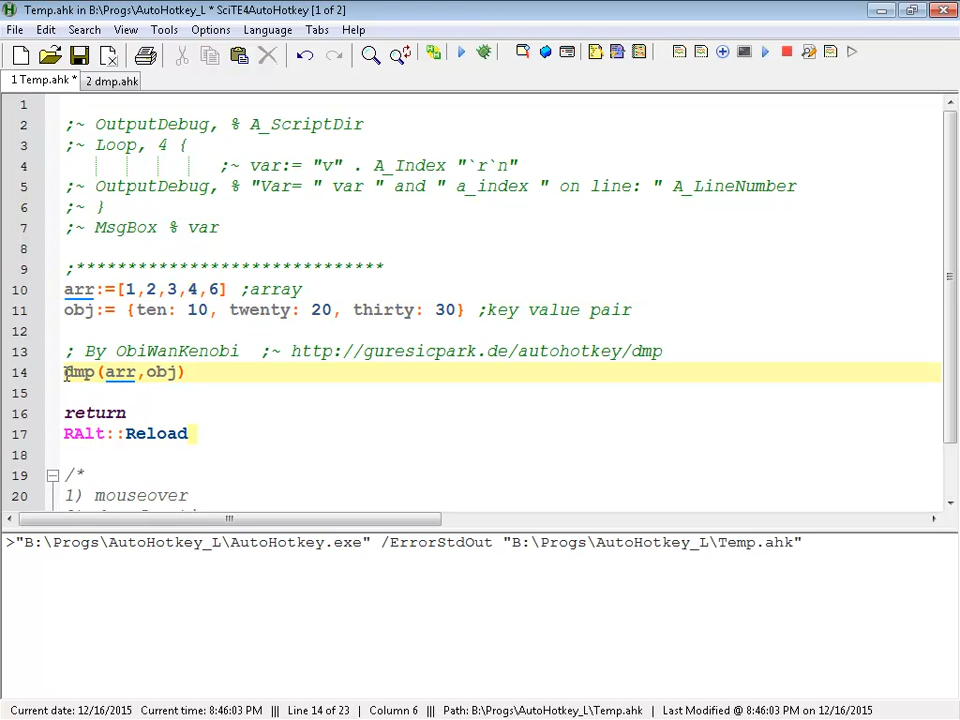 Temp.ahk in B:\Progs\AutoHotkey_L * SciTE4AutoHotkey [1 of 2]
File Edit Search View Tools Options Language Tabs Help
1 Temp.ahk * 2 dmp.ahk
1
2 ;~ OutputDebug, % A_ScriptDir
3 ;~ Loop, 4 {
4 ;~ var:= "v" . A_Index "`r`n"
5 ;~ OutputDebug, % "Var= " var " and " a_index " on line: " A_LineNumber
6 ;~ }
7 ;~ MsgBox % var
8
9 ;******************************
10 arr:=[1,2,3,4,6] ;array
11 obj:= {ten: 10, twenty: 20, thirty: 30} ;key value pair
12
13 ; By ObiWanKenobi ;~ http://guresicpark.de/autohotkey/dmp
14 dmp(arr,obj)
15
16 return
17 RAlt::Reload
18
19 /*
20 1) mouseover
>"B:\Progs\AutoHotkey_L\AutoHotkey.exe" /ErrorStdOut "B:\Progs\AutoHotkey_L\Temp.ahk"
Current date: 12/16/2015 Current time: 8:46:03 PM ||| Line 14 of 23 | Column 6 ||| Path: B:\Progs\AutoHotkey_L\Temp.ahk | Last Modified @ 8:46:03 PM on 12/16/2015